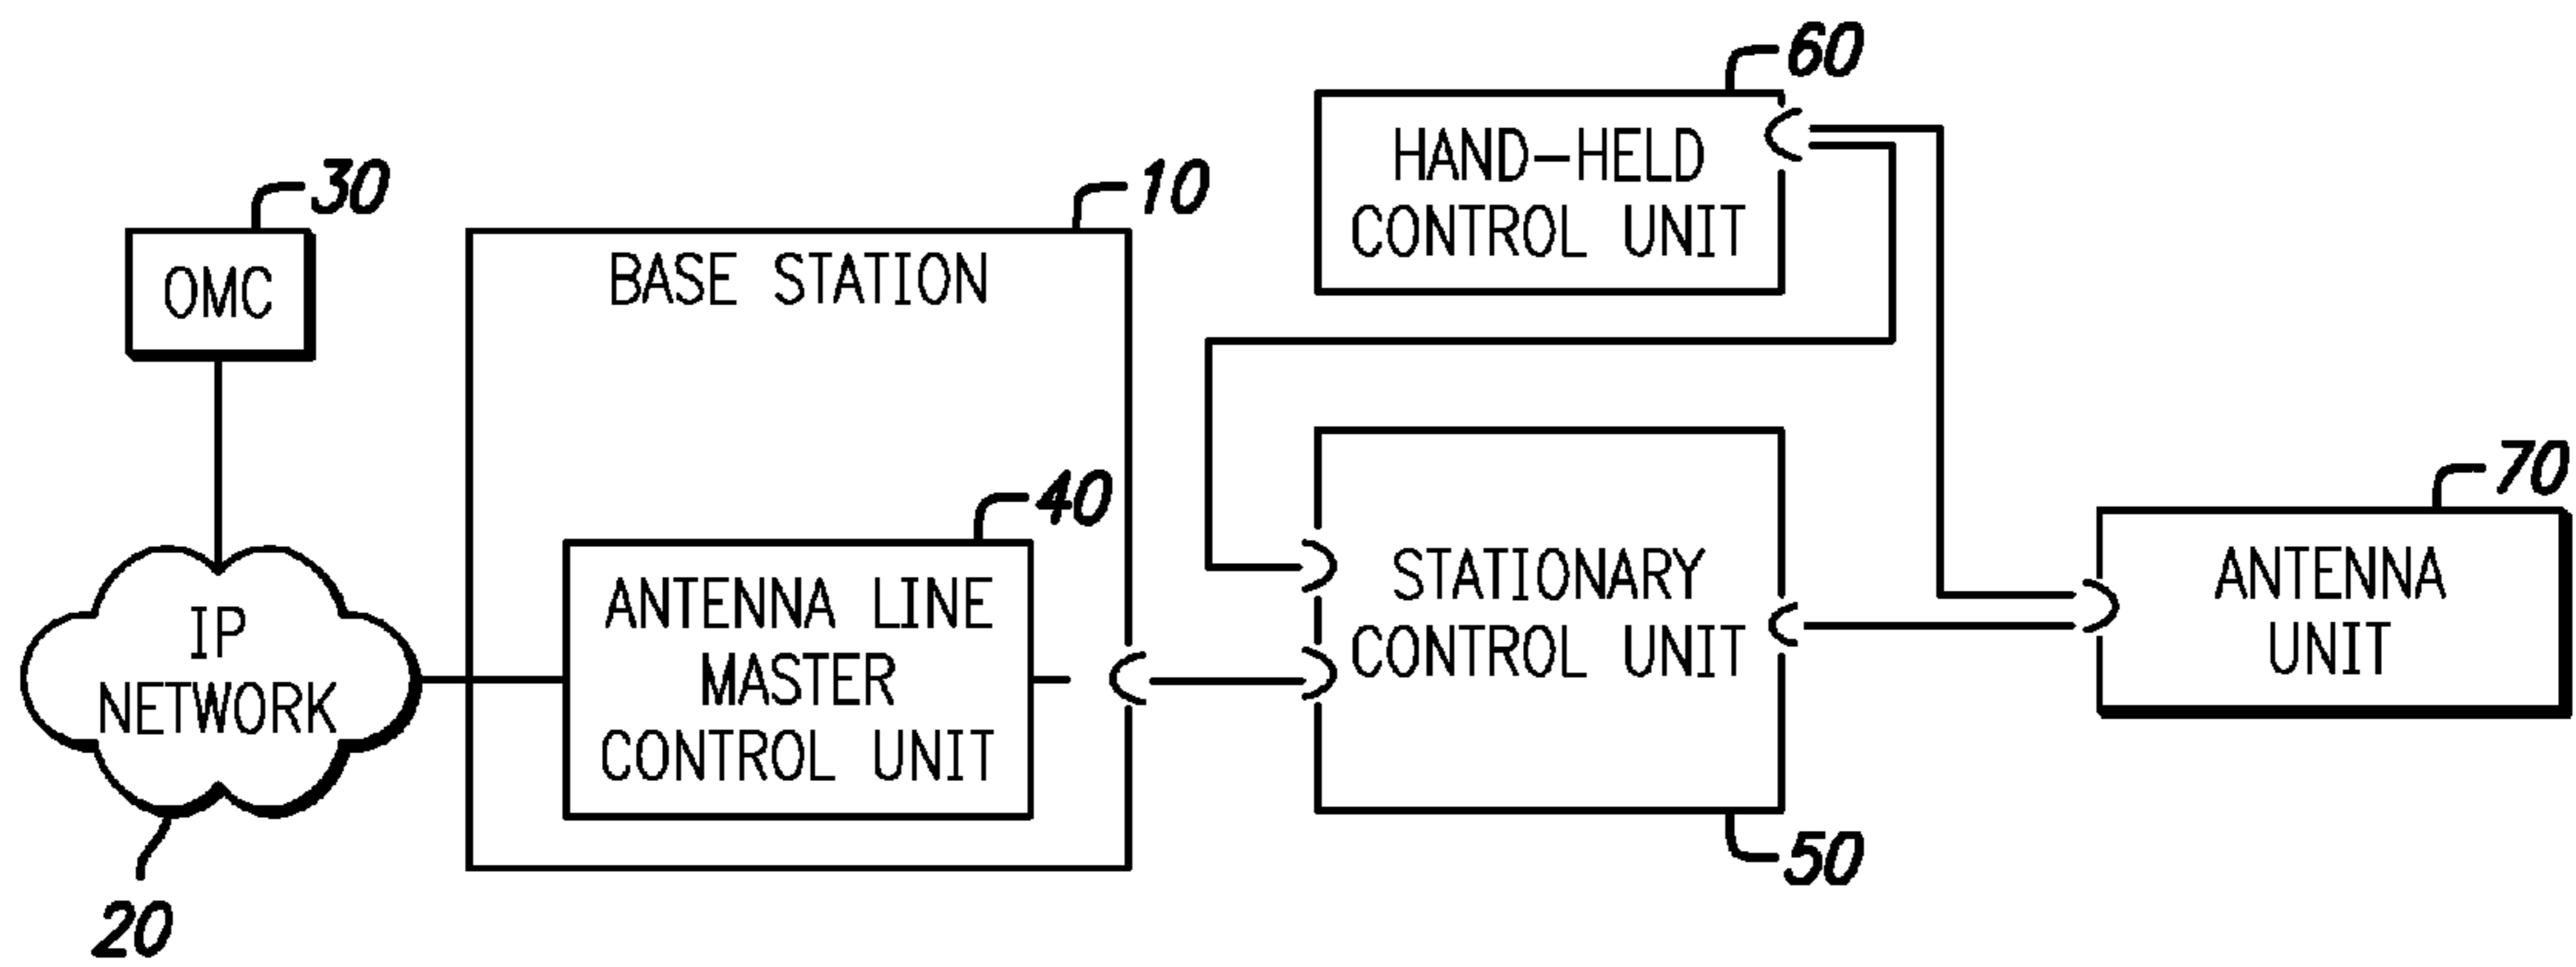 60
HAND-HELD
CONTROL UNIT
30
OMC
10
BASE STATION
40
ANTENNA LINE
MASTER
CONTROL UNIT
IP
NETWORK
20
STATIONARY
CONTROL UNIT
50
70
ANTENNA
UNIT